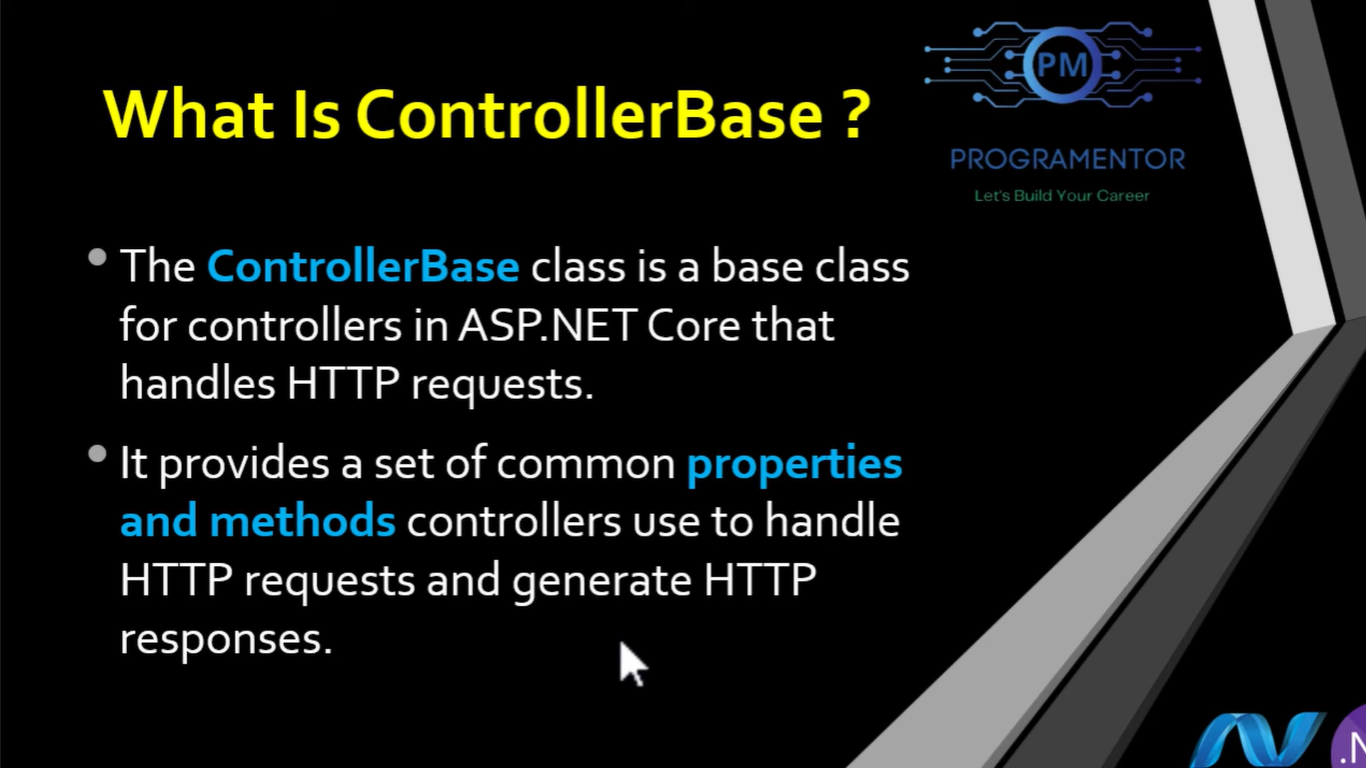 PM
What Is ControllerBase ?
PROGRAMENTOR
Let's Build Your Career
• The ControllerBase class is a base class
for controllers in ASP.NET Core that
handles HTTP requests.
• It provides a set of common properties
and methods controllers use to handle
HTTP requests and generate HTTP
responses.
.N